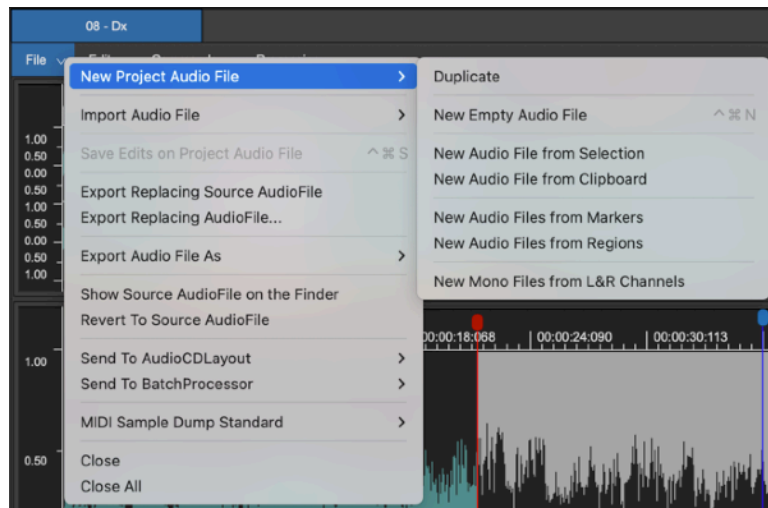 08 - Dx
File
New Project Audio File
Import Audio File
Save Edits on Project Audio File ^ ⌘ S
Export Replacing Source AudioFile
Export Replacing AudioFile...
Export Audio File As
Show Source AudioFile on the Finder
Revert To Source AudioFile
Send To AudioCDLayout
Send To BatchProcessor
MIDI Sample Dump Standard
Close
Close All
Duplicate
New Empty Audio File ^ ⌘ N
New Audio File from Selection
New Audio File from Clipboard
New Audio Files from Markers
New Audio Files from Regions
New Mono Files from L&R Channels
1.00
0.50
0.00
0.50
1.00
0.50
0.00
0.50
1.00
00:00:18:068 00:00:24:090 00:00:30:113
1.00
0.50